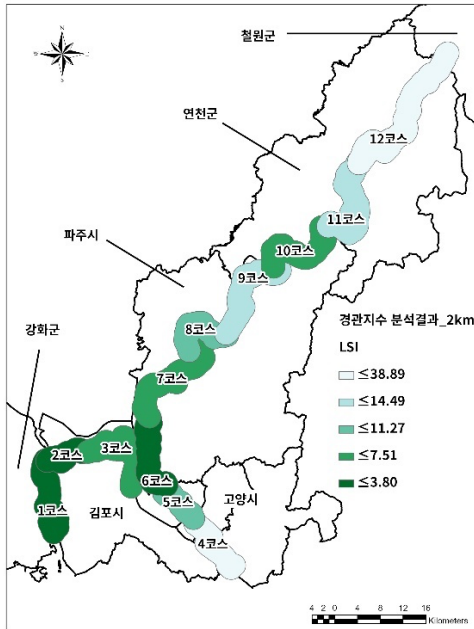 철원군
연천군
12코스
파주시
11코스
10코스
9코스
경관지수 분석결과_2km
강화군
8코스
LSI
≤38.89
7코스
≤14.49
≤11.27
2코스
3코스
≤7.51
6코스
≤3.80
5코스
고양시
1코스
김포시
4코스
4 2 0 4 8 12 16
Kilometers